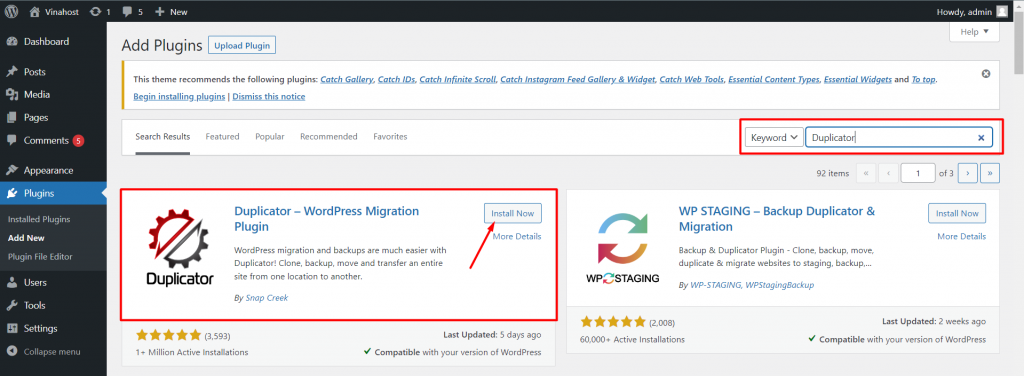 Vinahost 1 5 + New Howdy, admin
Help
Dashboard
Posts
Media
Pages
Comments 5
Appearance
Plugins
Installed Plugins
Add New
Plugin File Editor
Users
Tools
Settings
Collapse menu
Add Plugins Upload Plugin
This theme recommends the following plugins: Catch Gallery, Catch IDs, Catch Infinite Scroll, Catch Instagram Feed Gallery & Widget, Catch Web Tools, Essential Content Types, Essential Widgets and To top.
Begin installing plugins | Dismiss this notice
Search Results Featured Popular Recommended Favorites Keyword Duplicator
92 items « ‹ 1 of 3 › »
Duplicator
Duplicator – WordPress Migration
Plugin
Install Now
More Details
WordPress migration and backups are much easier with
Duplicator! Clone, backup, move and transfer an entire
site from one location to another.
By Snap Creek
(3,593)
1+ Million Active Installations
Last Updated: 5 days ago
Compatible with your version of WordPress
WP STAGING
WP STAGING – Backup Duplicator &
Migration
Install Now
More Details
Backup & Duplicator Plugin - Clone, backup, move,
duplicate & migrate websites to staging, backup,...
By WP-STAGING, WPStagingBackup
(2,008)
60,000+ Active Installations
Last Updated: 2 weeks ago
Compatible with your version of WordPress